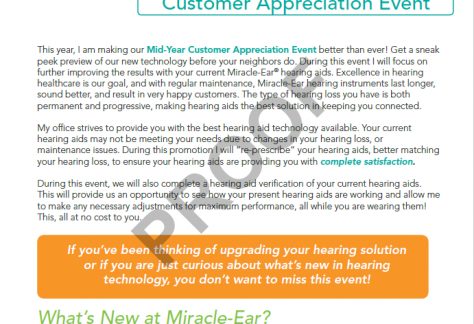 Customer Appreciation Event
This year, I am making our Mid-Year Customer Appreciation Event better than ever! Get a sneak
peek preview of our new technology before your neighbors do. During this event I will focus on
further improving the results with your current Miracle-Ear® hearing aids. Excellence in hearing
healthcare is our goal, and with regular maintenance, Miracle-Ear hearing instruments last longer,
sound better, and result in very happy customers. The type of hearing loss you have is both
permanent and progressive, making hearing aids the best solution in keeping you connected.
My office strives to provide you with the best hearing aid technology available. Your current
hearing aids may not be meeting your needs due to changes in your hearing loss, or
maintenance issues. During this promotion I will "re-prescribe" your hearing aids, better matching
your hearing loss, to ensure your hearing aids are providing you with complete satisfaction.
During this event, we will also complete a hearing aid verification of your current hearing aids.
This will provide us an opportunity to see how your present hearing aids are working and allow me
to make any necessary adjustments for maximum performance, all while you are wearing them!
This, all at no cost to you.
PROOF
If you've been thinking of upgrading your hearing solution
or if you are just curious about what's new in hearing
technology, you don't want to miss this event!
What's New at Miracle-Ear?